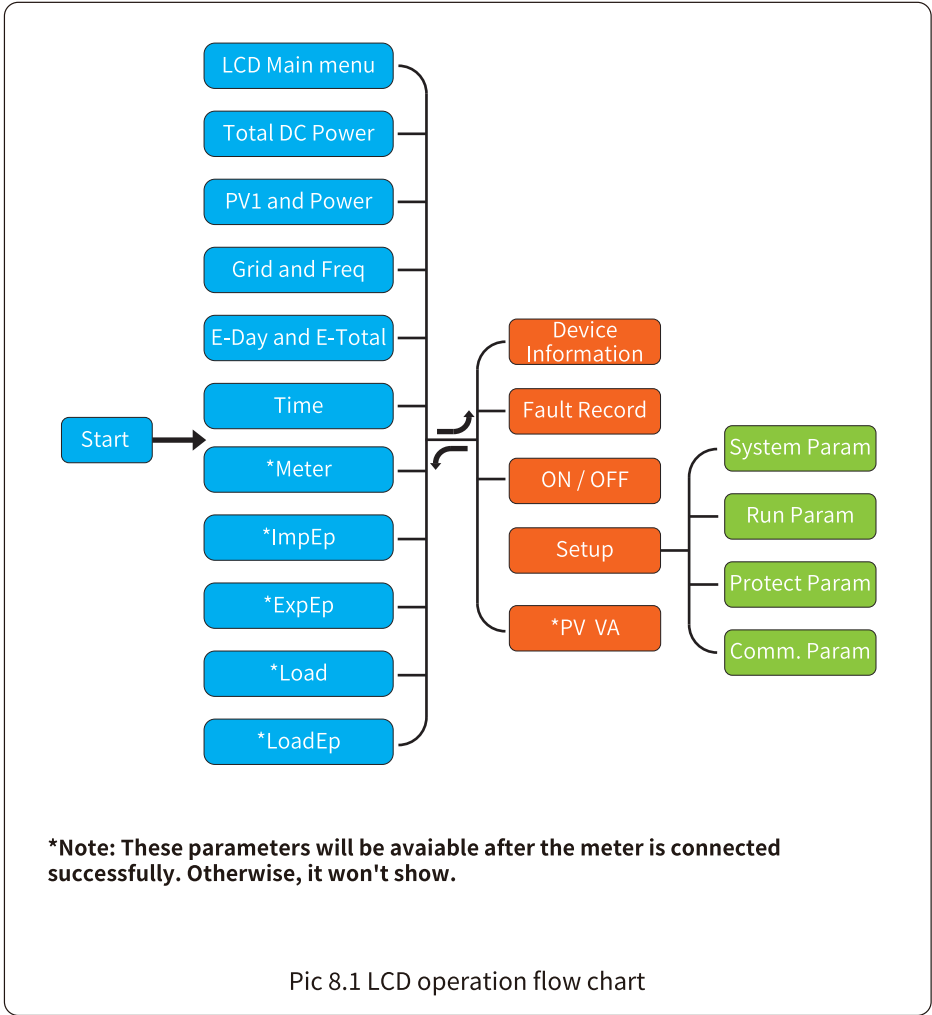 LCD Main menu
Total DC Power
PV1 and Power
Grid and Freq
E-Day and E-Total
Time
Start
*Meter
*ImpEp
*ExpEp
*Load
*LoadEp
Device
Information
Fault Record
ON / OFF
Setup
*PV VA
System Param
Run Param
Protect Param
Comm. Param
*Note: These parameters will be avaiable after the meter is connected
successfully. Otherwise, it won't show.
Pic 8.1 LCD operation flow chart